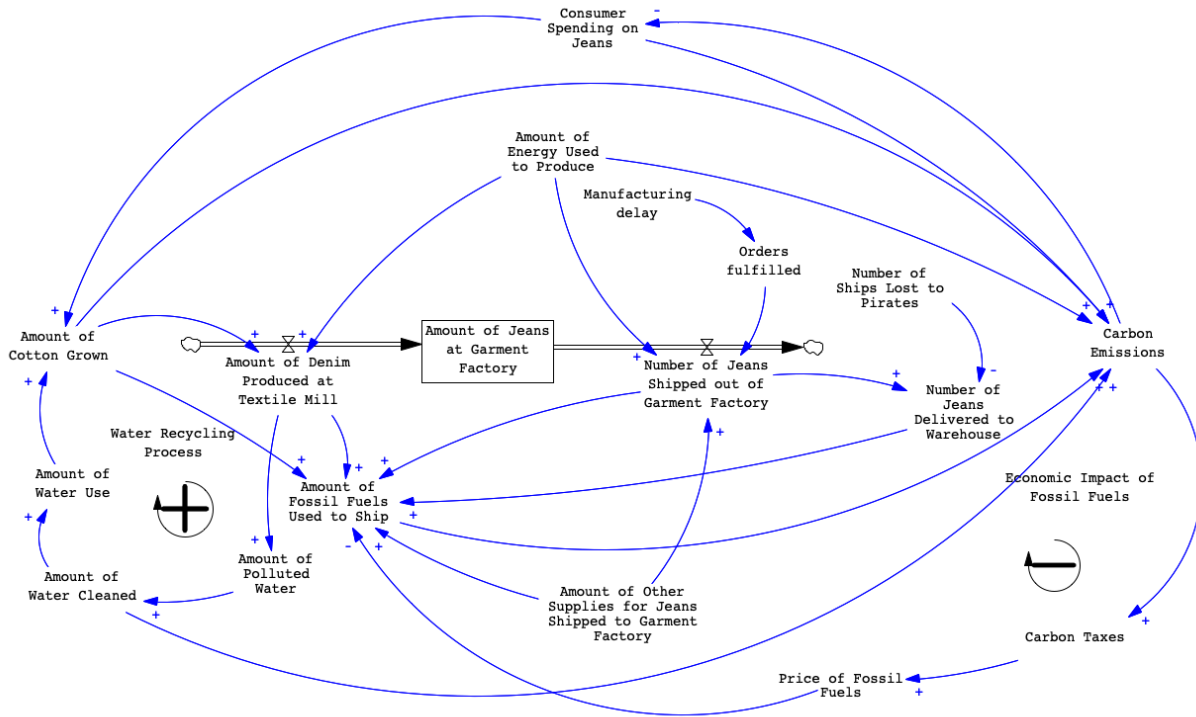 Consumer
Spending on
Jeans
Amount of
Energy Used
to Produce
Manufacturing
delay
Orders
fulfilled
Number of
Ships Lost to
Pirates
Amount of
Cotton Grown
Amount of Denim
Produced at
Textile Mill
Amount of Jeans
at Garment
Factory
Number of Jeans
Shipped out of
Garment Factory
Carbon
Emissions
Number of
Jeans
Delivered to
Warehouse
Water Recycling
Process
Amount of
Water Use
Amount of
Fossil Fuels
Used to Ship
Economic Impact of
Fossil Fuels
Amount of
Polluted
Water
Amount of
Water Cleaned
Amount of Other
Supplies for Jeans
Shipped to Garment
Factory
Carbon Taxes
Price of Fossil
Fuels